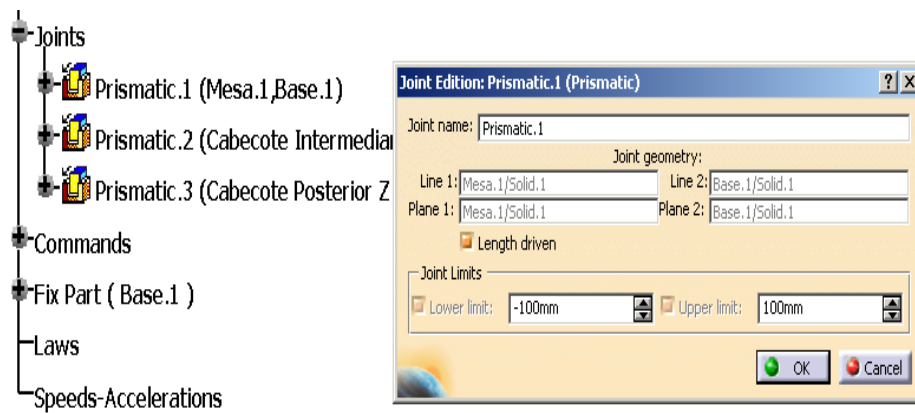 Joints
Prismatic.1 (Mesa.1,Base.1)
Prismatic.2 (Cabecote Intermediar
Prismatic.3 (Cabecote Posterior Z
Commands
Fix Part ( Base.1 )
Laws
Speeds-Accelerations
Joint Edition: Prismatic.1 (Prismatic)
Joint name: Prismatic.1
Joint geometry:
Line 1: Mesa.1/Solid.1 Line 2: Base.1/Solid.1
Plane 1: Mesa.1/Solid.1 Plane 2: Base.1/Solid.1
Length driven
Joint Limits
Lower limit: -100mm Upper limit: 100mm
OK Cancel